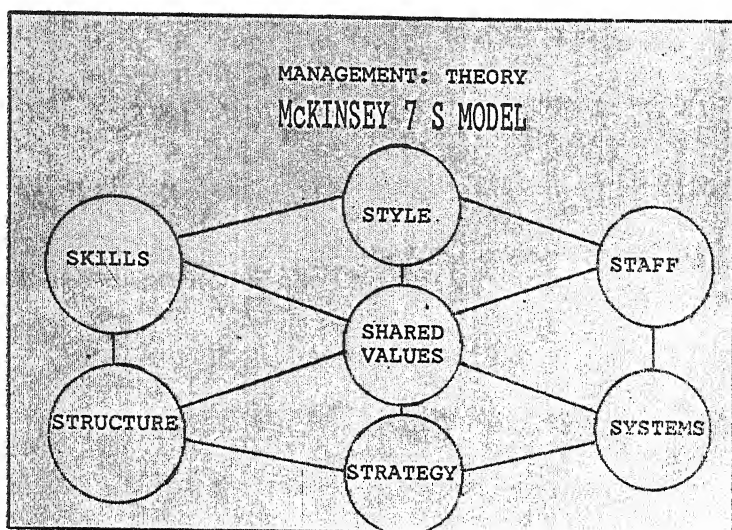 MANAGEMENT: THEORY
McKINSEY 7 S MODEL
STYLE
SKILLS
STAFF
SHARED
VALUES
STRUCTURE
SYSTEMS
STRATEGY